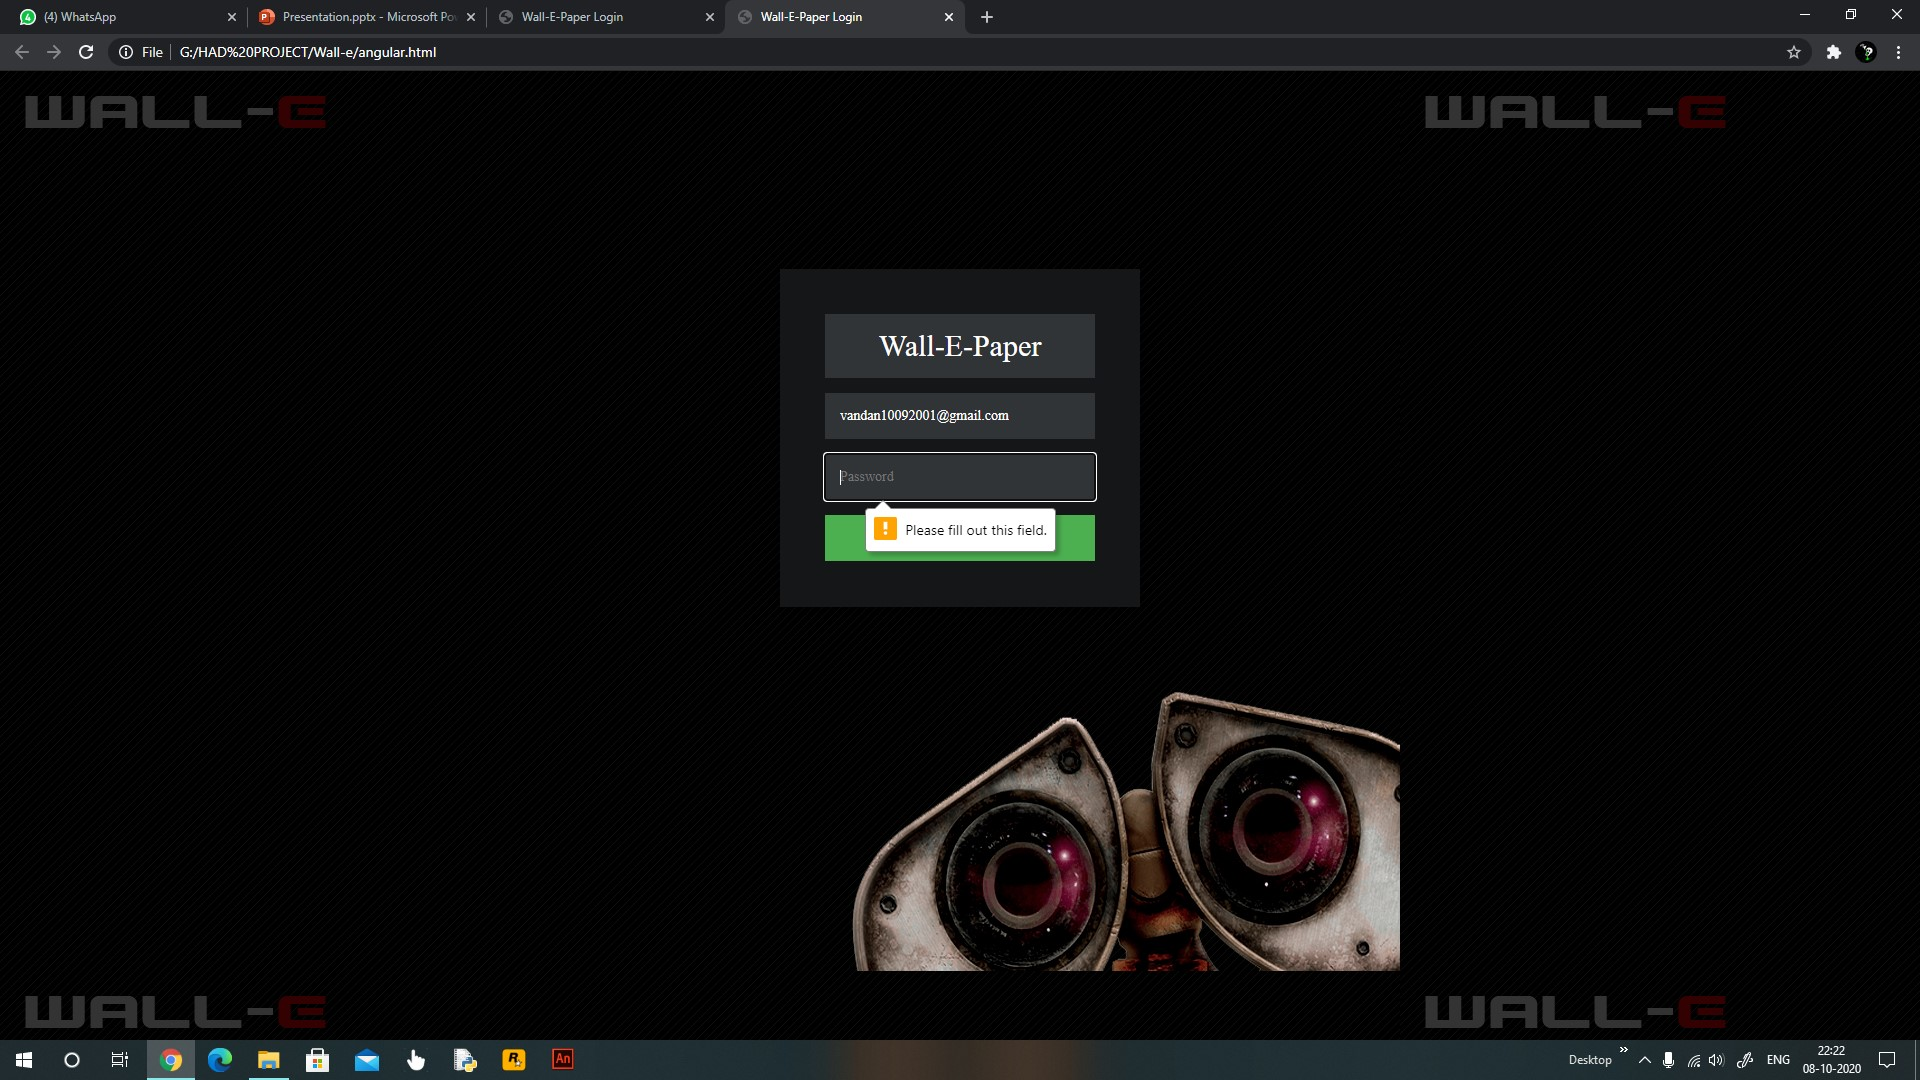 (4) WhatsApp
Presentation.pptx - Microsoft Po
Wall-E-Paper Login
Wall-E-Paper Login
File
G:/HAD%20PROJECT/Wall-e/angular.html
WALL-E
WALL-E
Wall-E-Paper
vandan10092001@gmail.com
Password
Please fill out this field.
WALL-E
WALL-E
An
Desktop
ENG
22:22
08-10-2020